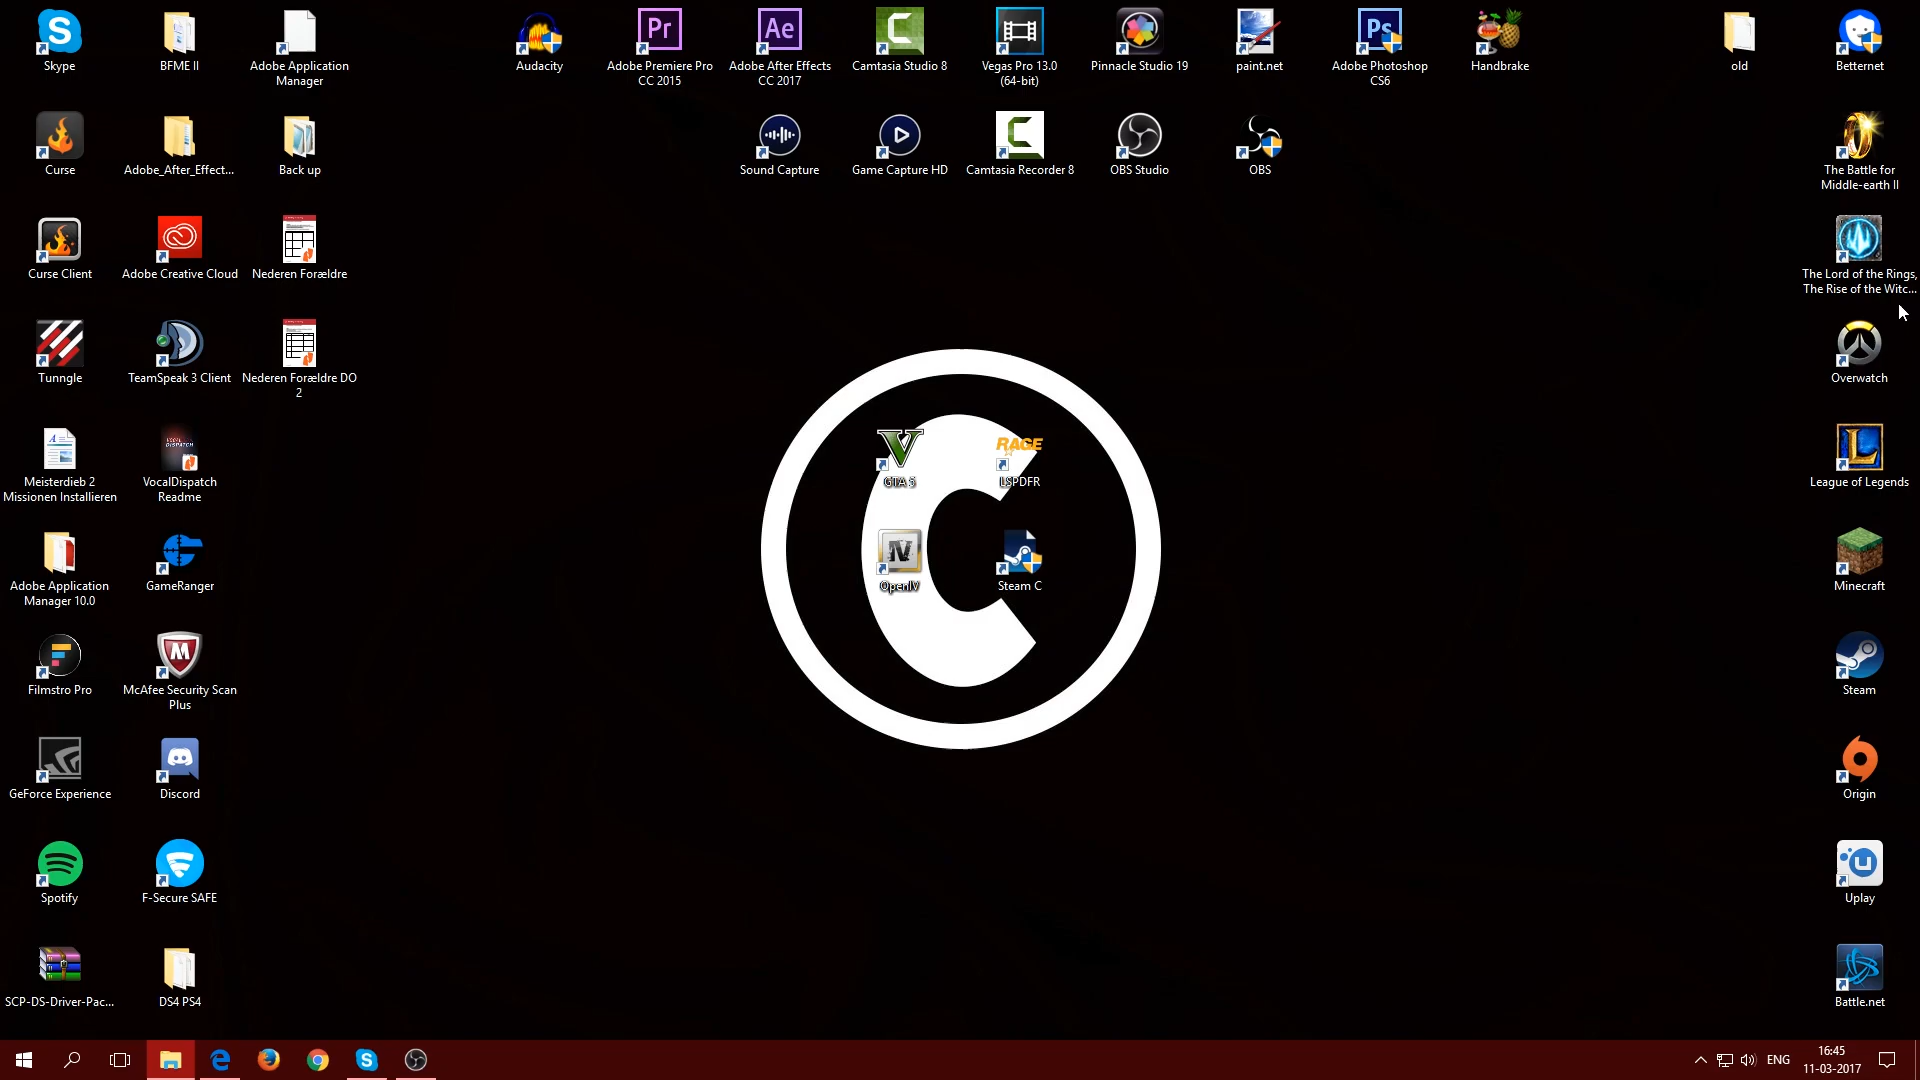 Skype
BFME II
Adobe Application
Manager
Audacity
Pr
Adobe Premiere Pro
CC 2015
Ae
Adobe After Effects
CC 2017
Camtasia Studio 8
Vegas Pro 13.0
(64-bit)
Pinnacle Studio 19
paint.net
Ps
Adobe Photoshop
CS6
Handbrake
old
Betternet
Curse
Adobe_After_Effect...
Back up
Sound Capture
Game Capture HD
Camtasia Recorder 8
OBS Studio
OBS
The Battle for
Middle-earth II
Curse Client
Adobe Creative Cloud
Nederen Forældre
The Lord of the Rings,
The Rise of the Witc...
Tunngle
TeamSpeak 3 Client
Nederen Forældre DO
2
Overwatch
Meisterdieb 2
Missionen Installieren
VOCAL
DISPATCH
VocalDispatch
Readme
V
GTA 5
RAGE
LSPDFR
League of Legends
Adobe Application
Manager 10.0
GameRanger
IV
OpenIV
Steam C
Minecraft
Filmstro Pro
McAfee Security Scan
Plus
Steam
GeForce Experience
Discord
Origin
Spotify
F-Secure SAFE
Uplay
SCP-DS-Driver-Pac...
DS4 PS4
Battle.net
ENG
16:45
11-03-2017